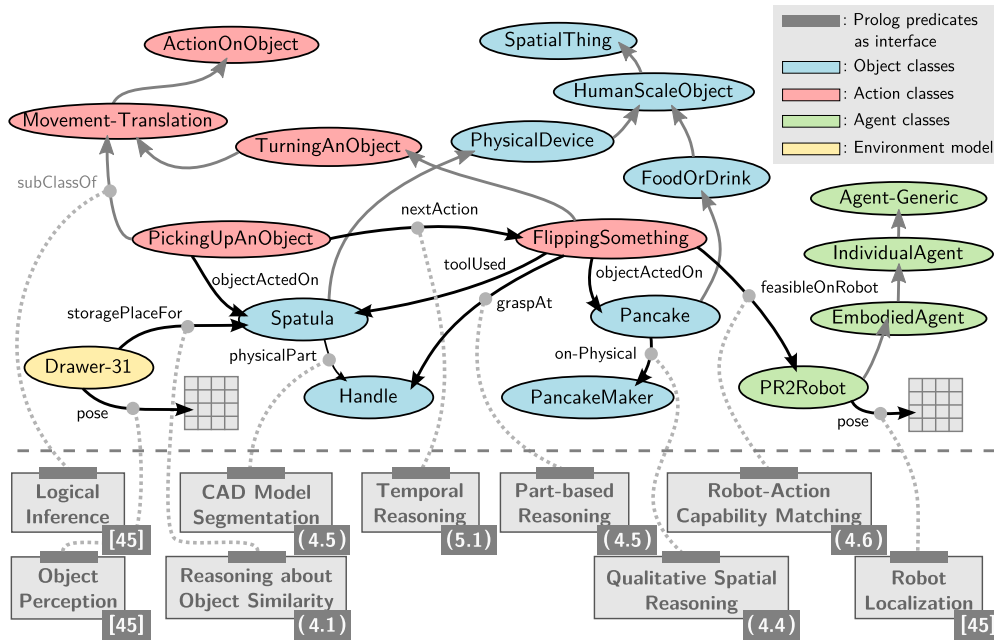 ActionOnObject
SpatialThing
: Prolog predicates
as interface
: Object classes
: Action classes
: Agent classes
: Environment model
HumanScaleObject
Movement-Translation
PhysicalDevice
TurningAnObject
FoodOrDrink
subClassOf
Agent-Generic
nextAction
PickingUpAnObject
FlippingSomething
IndividualAgent
toolUsed
objectActedOn
objectActedOn
feasibleOnRobot
graspAt
storagePlaceFor
Spatula
Pancake
EmbodiedAgent
physicalPart
on-Physical
Drawer-31
PR2Robot
Handle
PancakeMaker
pose
pose
Logical
Inference
[45]
CAD Model
Segmentation
(4.5)
Temporal
Reasoning
(5.1)
Part-based
Reasoning
(4.5)
Robot-Action
Capability Matching
(4.6)
Object
Perception
[45]
Reasoning about
Object Similarity
(4.1)
Qualitative Spatial
Reasoning
(4.4)
Robot
Localization
[45]